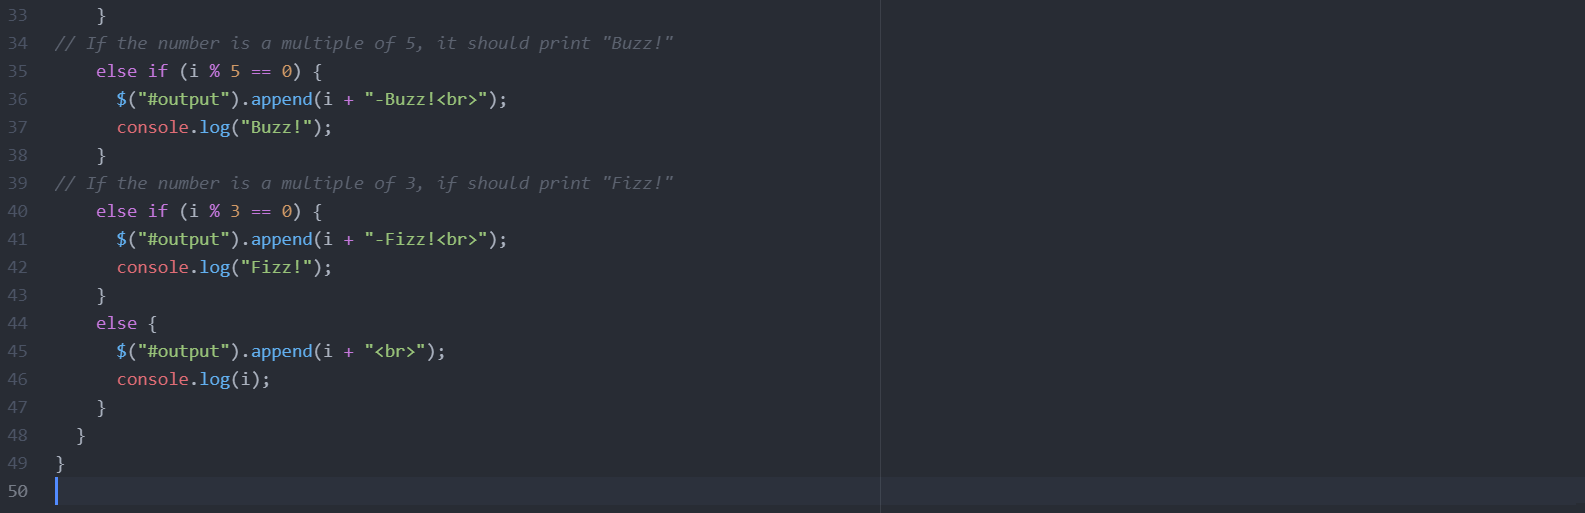 33    }
34 // If the number is a multiple of 5, it should print "Buzz!"
35    else if (i % 5 == 0) {
36      $("#output").append(i + "-Buzz!<br>");
37      console.log("Buzz!");
38    }
39 // If the number is a multiple of 3, if should print "Fizz!"
40    else if (i % 3 == 0) {
41      $("#output").append(i + "-Fizz!<br>");
42      console.log("Fizz!");
43    }
44    else {
45      $("#output").append(i + "<br>");
46      console.log(i);
47    }
48  }
49 }
50